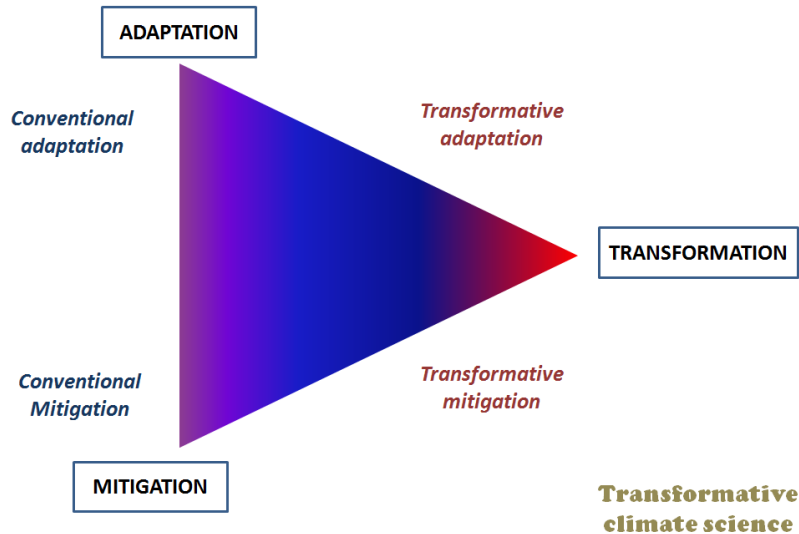 ADAPTATION
Conventional
adaptation
Transformative
adaptation
TRANSFORMATION
Conventional
Mitigation
Transformative
mitigation
MITIGATION
Transformative
climate science